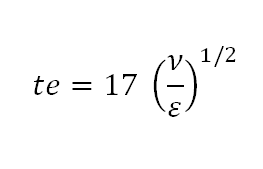 te = 17 (ν/ε)^{1/2}